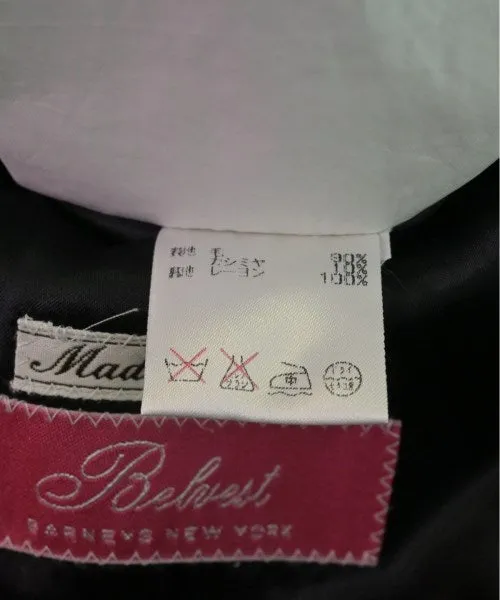 表地 毛 90%
カシミヤ 10%
裏地 レーヨン 100%
中
Mad
Belvest
BARNEYS NEW YORK